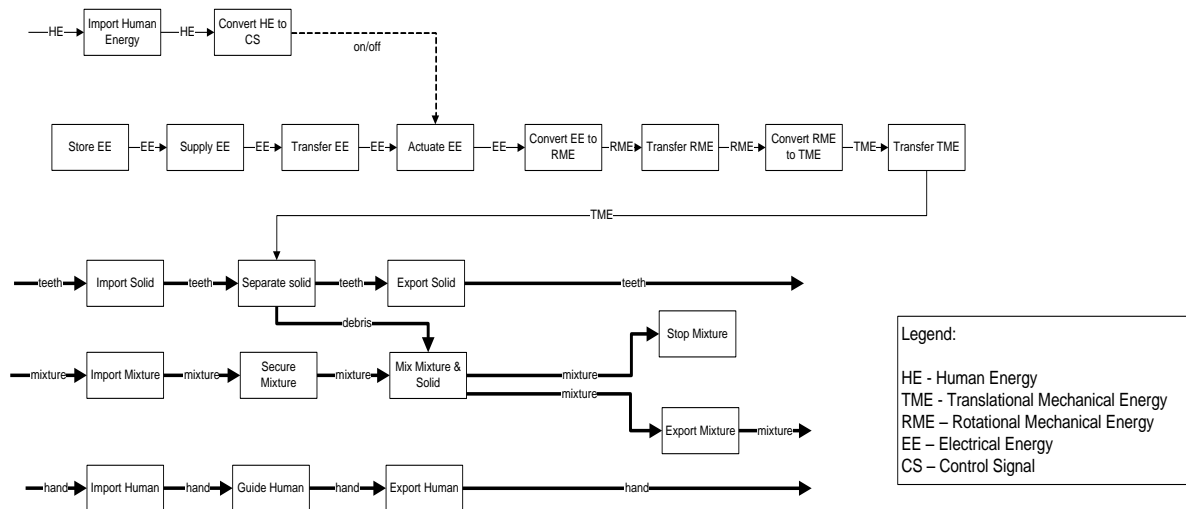 HE
Import Human
Energy
HE
Convert HE to
CS
on/off
Store EE
EE
Supply EE
EE
Transfer EE
EE
Actuate EE
EE
Convert EE to
RME
RME
Transfer RME
RME
Convert RME
to TME
TME
Transfer TME
TME
teeth
Import Solid
teeth
Separate solid
teeth
Export Solid
teeth
debris
Stop Mixture
mixture
Import Mixture
mixture
Secure
Mixture
mixture
Mix Mixture &
Solid
mixture
mixture
Export Mixture
mixture
hand
Import Human
hand
Guide Human
hand
Export Human
hand
Legend:
HE - Human Energy
TME - Translational Mechanical Energy
RME – Rotational Mechanical Energy
EE – Electrical Energy
CS – Control Signal